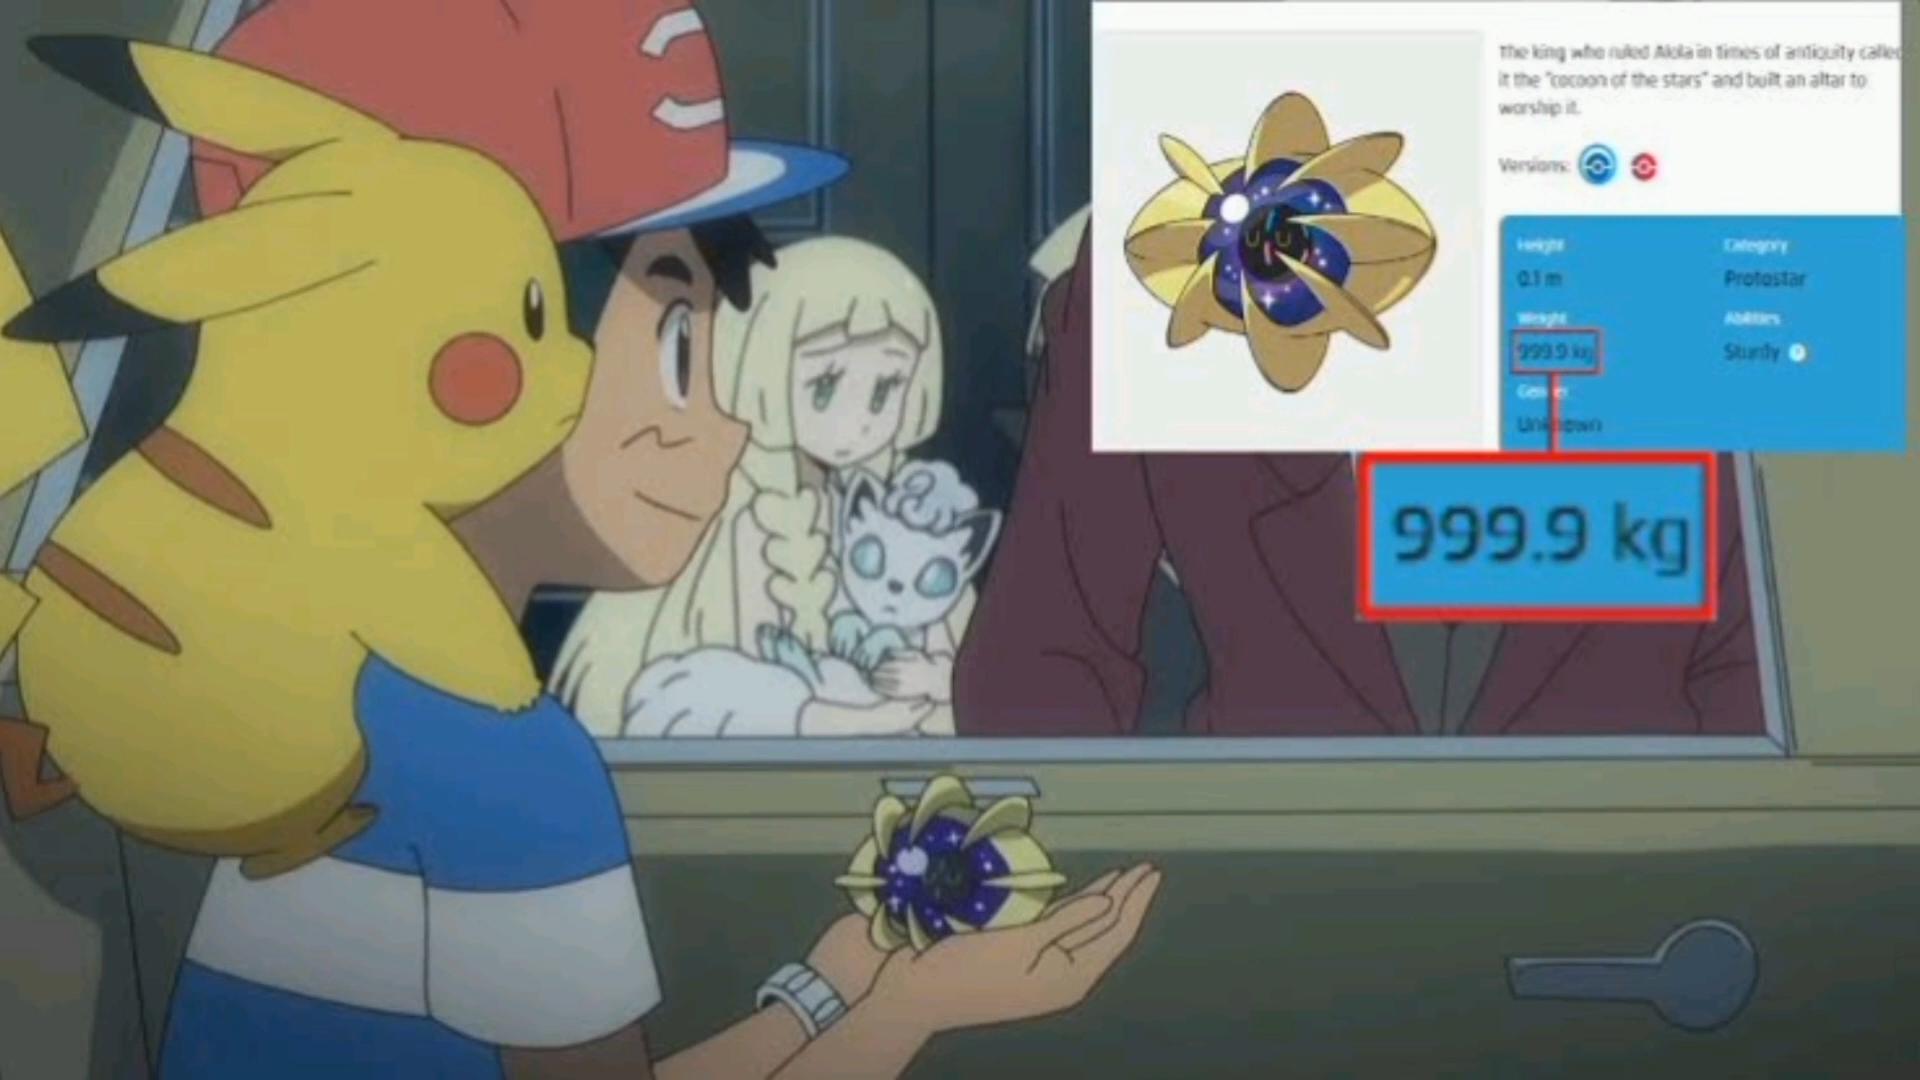 The king who ruled Alola in times of antiquity called
it the "cocoon of the stars" and built an altar to
worship it.
Versions:
Height
Category
0.1 m
Protostar
Weight
Abilities
999.9 kg
Sturdy
Gender
Unknown
999.9 kg